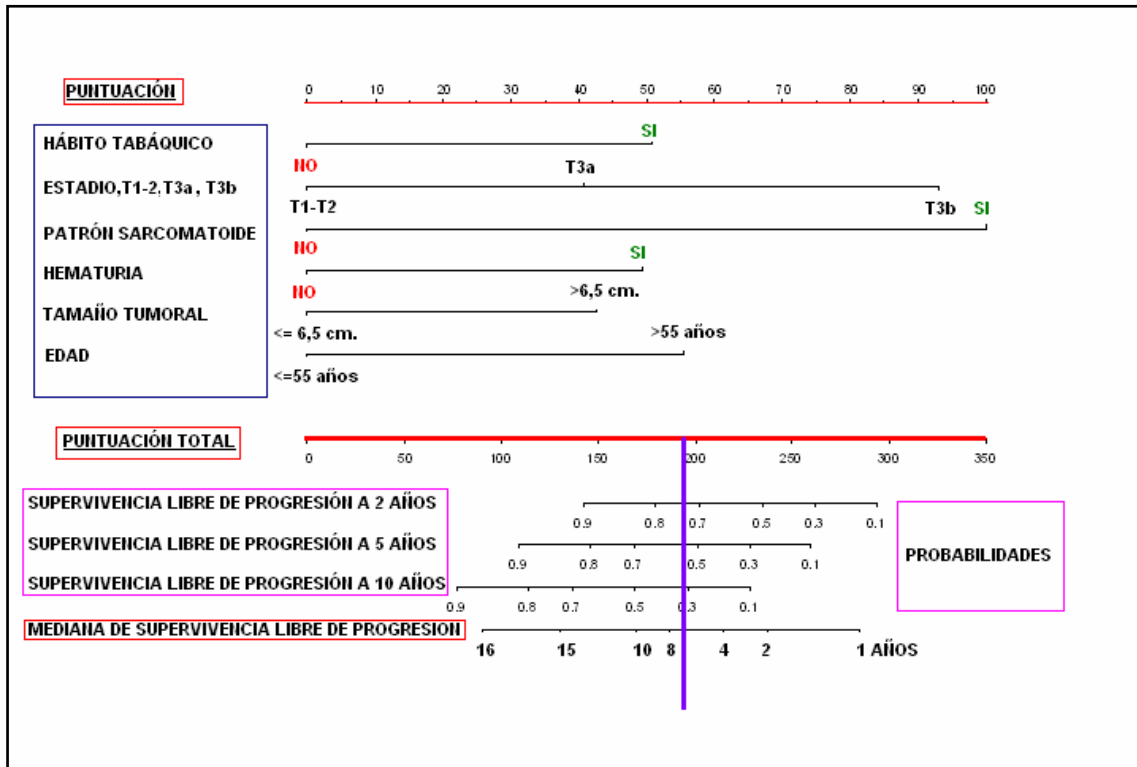 PUNTUACIÓN
0 10 20 30 40 50 60 70 80 90 100
HÁBITO TABÁQUICO
SI
NO
T3a
ESTADIO,T1-2,T3a , T3b
T1-T2
T3b
SI
PATRÓN SARCOMATOIDE
NO
SI
HEMATURIA
NO
>6,5 cm.
TAMAÑO TUMORAL
<= 6,5 cm.
>55 años
EDAD
<=55 años
PUNTUACIÓN TOTAL
0 50 100 150 200 250 300 350
SUPERVIVENCIA LIBRE DE PROGRESIÓN A 2 AÑOS
0.9 0.8 0.7 0.5 0.3 0.1
SUPERVIVENCIA LIBRE DE PROGRESIÓN A 5 AÑOS
0.9 0.8 0.7 0.5 0.3 0.1
PROBABILIDADES
SUPERVIVENCIA LIBRE DE PROGRESIÓN A 10 AÑOS
0.9 0.8 0.7 0.5 0.3 0.1
MEDIANA DE SUPERVIVENCIA LIBRE DE PROGRESION
16 15 10 8 4 2 1 AÑOS